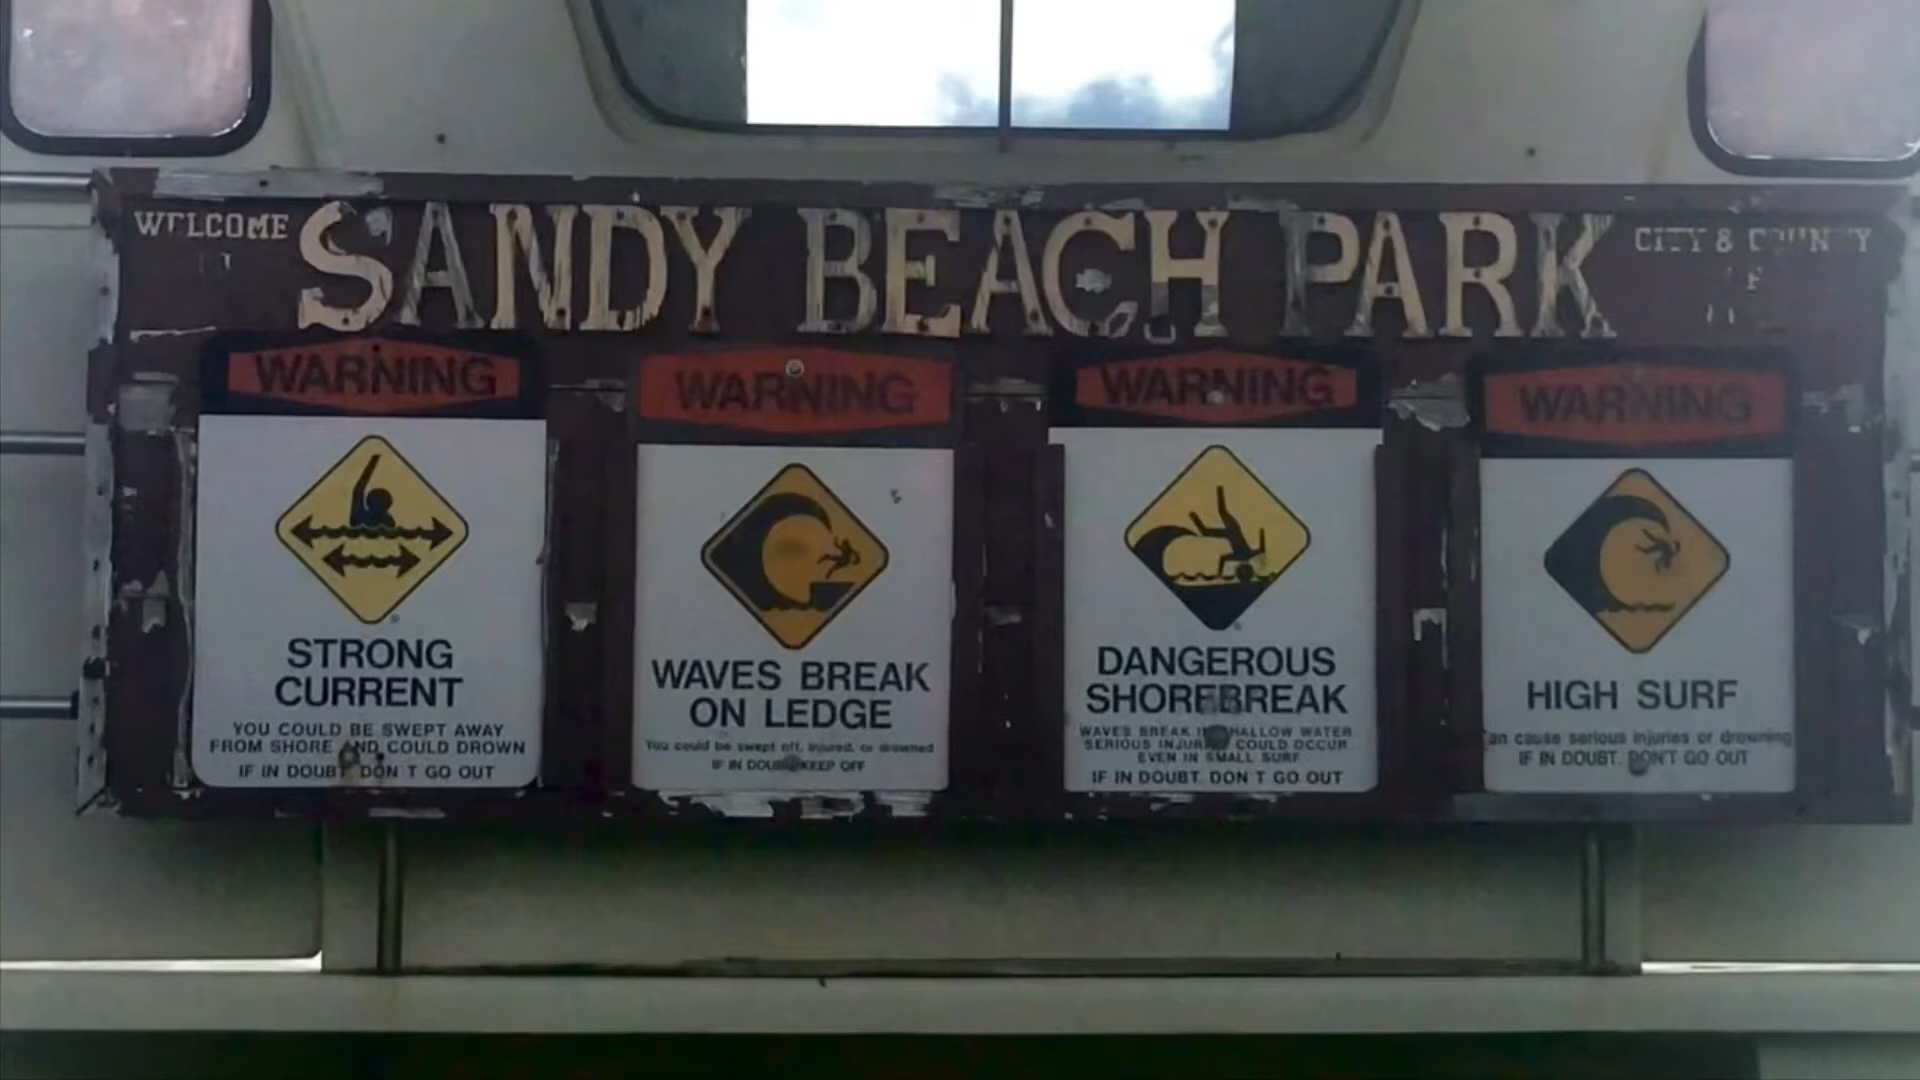 WELCOME
SANDY BEACH PARK
CITY & COUNTY
WARNING
STRONG
CURRENT
YOU COULD BE SWEPT AWAY
FROM SHORE AND COULD DROWN
IF IN DOUBT DON'T GO OUT
WARNING
WAVES BREAK
ON LEDGE
You could be swept off, injured, or drowned
IF IN DOUBT KEEP OFF
WARNING
DANGEROUS
SHOREBREAK
WAVES BREAK IN SHALLOW WATER
SERIOUS INJURIES COULD OCCUR
EVEN IN SMALL SURF
IF IN DOUBT DON'T GO OUT
WARNING
HIGH SURF
can cause serious injuries or drowning
IF IN DOUBT, DON'T GO OUT